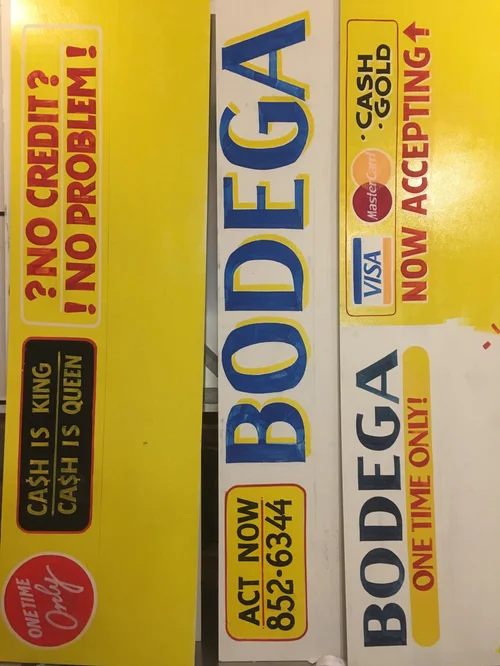 ONE TIME
Only
CA$H IS KING
CA$H IS QUEEN
?NO CREDIT?
!NO PROBLEM!
ACT NOW
852-6344
BODEGA
BODEGA
ONE TIME ONLY!
VISA
MasterCard
·CASH
·GOLD
NOW ACCEPTING